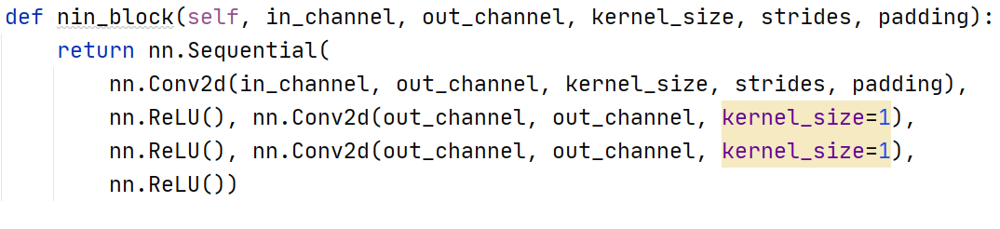 def nin_block(self, in_channel, out_channel, kernel_size, strides, padding):
    return nn.Sequential(
        nn.Conv2d(in_channel, out_channel, kernel_size, strides, padding),
        nn.ReLU(), nn.Conv2d(out_channel, out_channel, kernel_size=1),
        nn.ReLU(), nn.Conv2d(out_channel, out_channel, kernel_size=1),
        nn.ReLU())